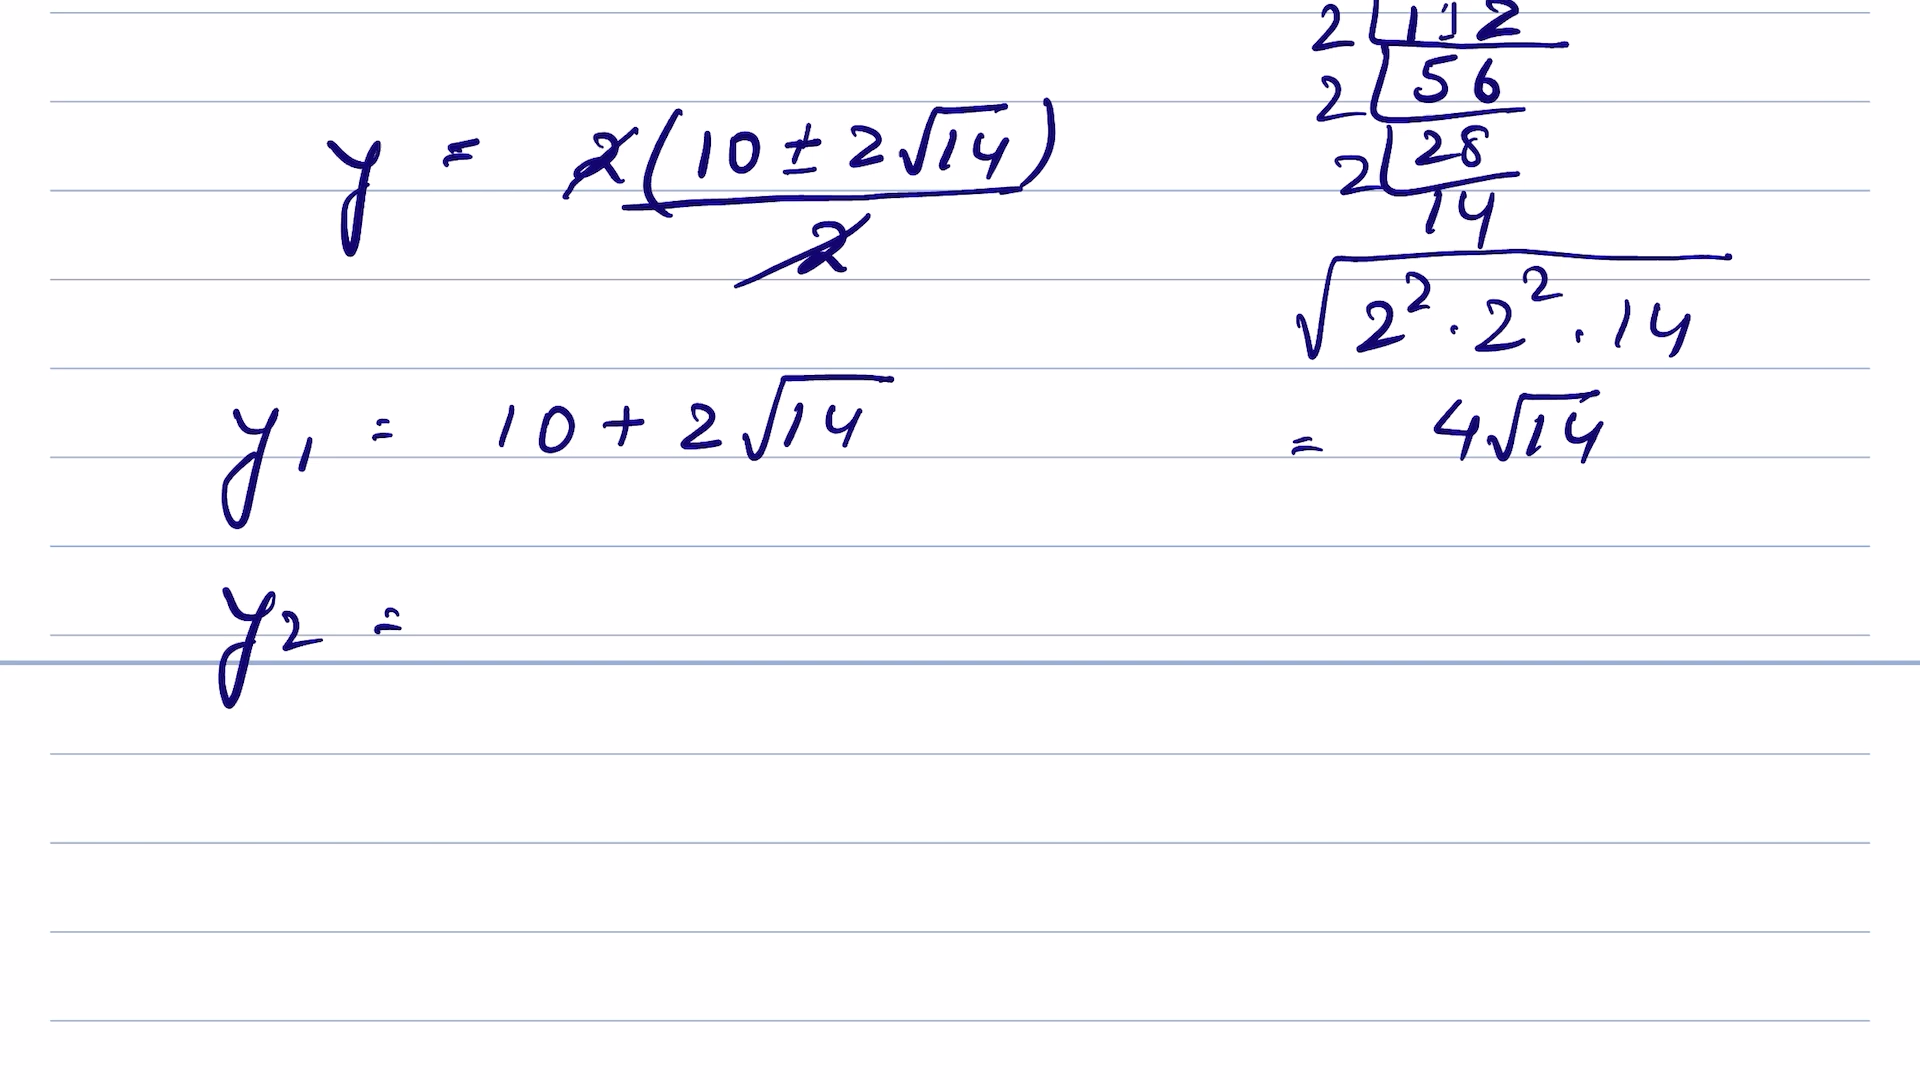 y = 2(10 ± 2√14)
2
y₁ = 10 + 2√14
y₂ =
2 | 112
2 | 56
2 | 28
14
√2² · 2² · 14
= 4√14